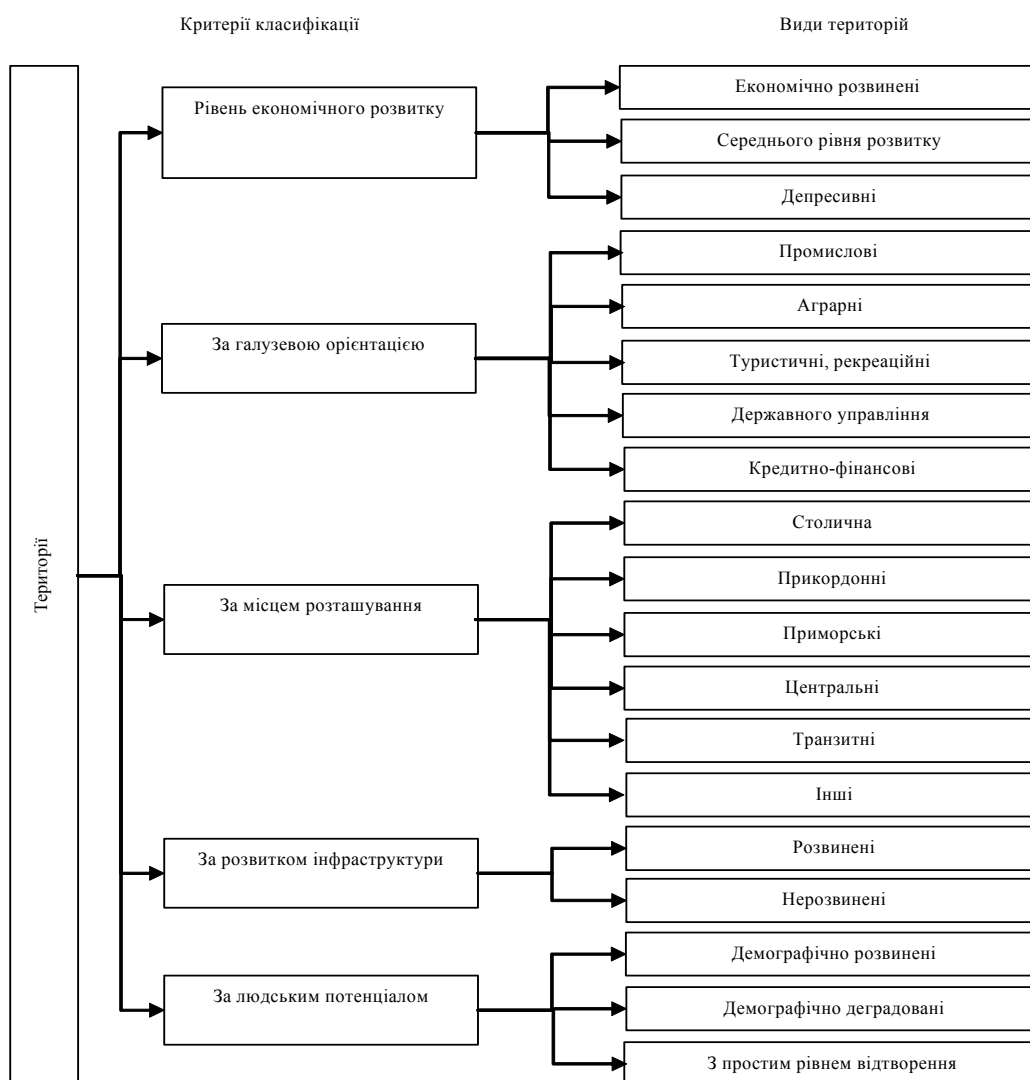 Критерії класифікації
Види територій
Території
Рівень економічного розвитку
Економічно розвинені
Середнього рівня розвитку
Депресивні
За галузевою орієнтацією
Промислові
Аграрні
Туристичні, рекреаційні
Державного управління
Кредитно-фінансові
За місцем розташування
Столична
Прикордонні
Приморські
Центральні
Транзитні
Інші
За розвитком інфраструктури
Розвинені
Нерозвинені
За людським потенціалом
Демографічно розвинені
Демографічно деградовані
З простим рівнем відтворення